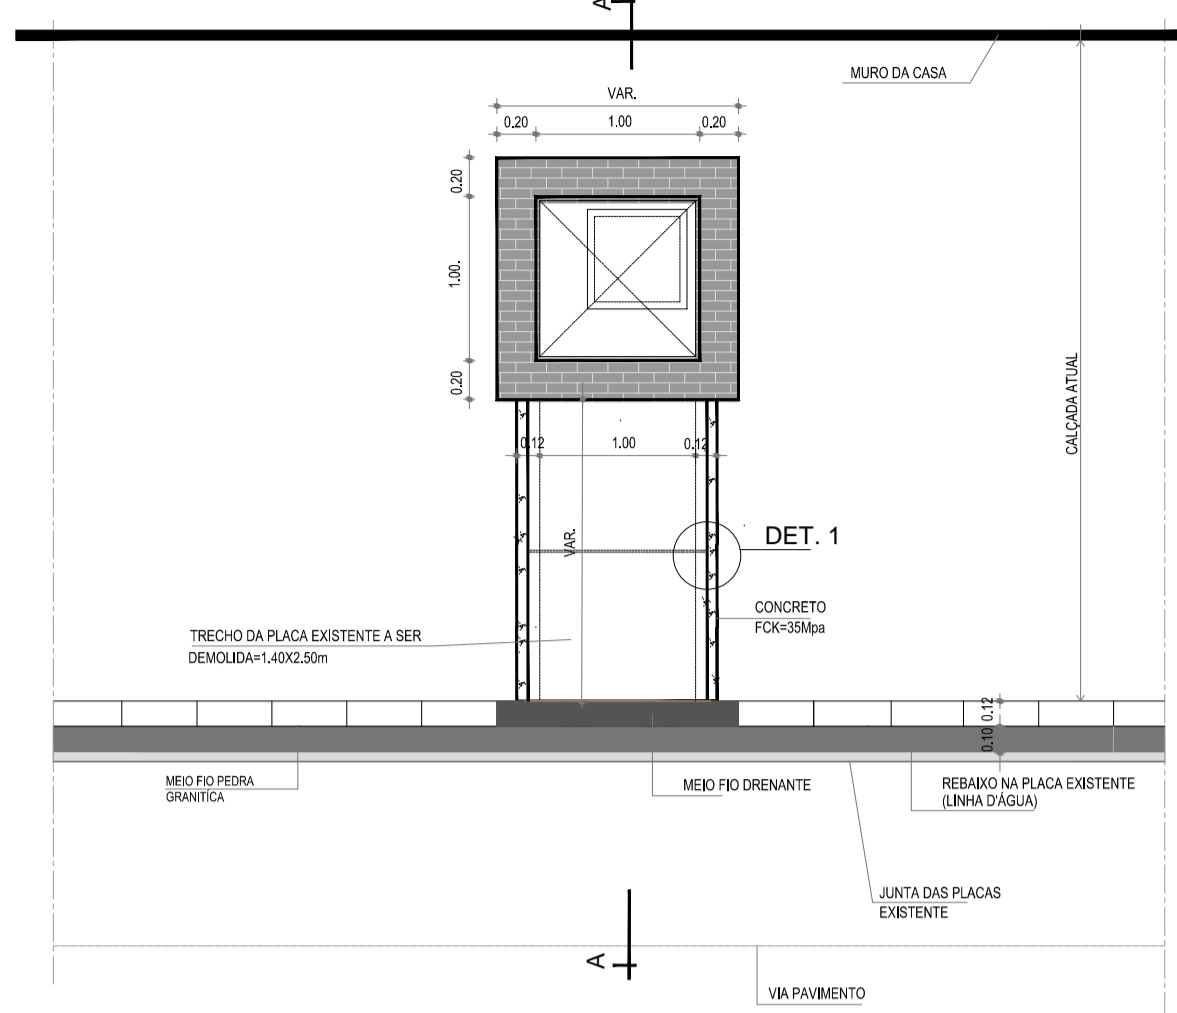 A
MURO DA CASA
VAR.
0.20 1.00 0.20
0.20
1.00.
0.20
CALÇADA ATUAL
0.12 1.00 0.12
VAR.
DET. 1
CONCRETO
FCK=35Mpa
TRECHO DA PLACA EXISTENTE A SER
DEMOLIDA=1.40X2.50m
0.12
0.10
MEIO FIO PEDRA
GRANITÍCA
MEIO FIO DRENANTE
REBAIXO NA PLACA EXISTENTE
(LINHA D'ÁGUA)
JUNTA DAS PLACAS
EXISTENTE
A
VIA PAVIMENTO